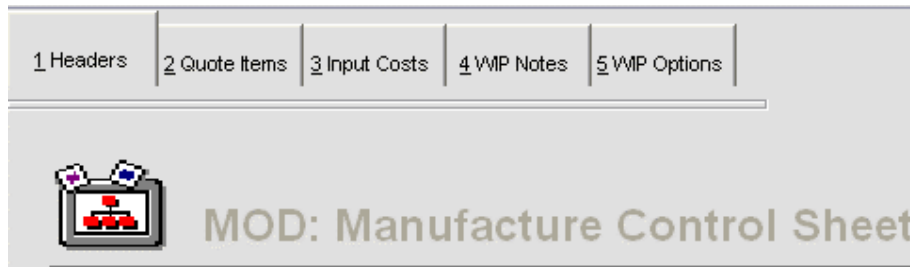 1 Headers 2 Quote Items 3 Input Costs 4 WIP Notes 5 WIP Options
MOD: Manufacture Control Sheet